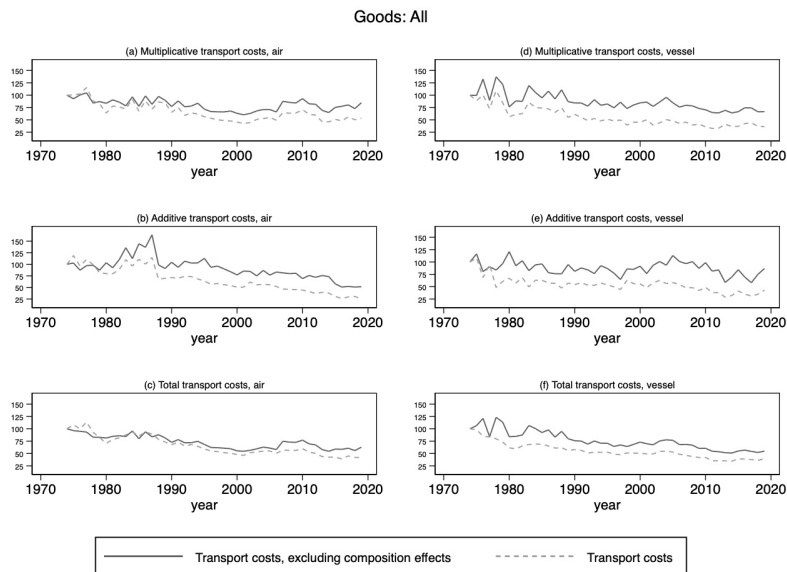 Goods: All
(a) Multiplicative transport costs, air
150
125
100
75
50
25
1970 1980 1990 2000 2010 2020
year
(d) Multiplicative transport costs, vessel
150
125
100
75
50
25
1970 1980 1990 2000 2010 2020
year
(b) Additive transport costs, air
150
125
100
75
50
25
1970 1980 1990 2000 2010 2020
year
(e) Additive transport costs, vessel
150
125
100
75
50
25
1970 1980 1990 2000 2010 2020
year
(c) Total transport costs, air
150
125
100
75
50
25
1970 1980 1990 2000 2010 2020
year
(f) Total transport costs, vessel
150
125
100
75
50
25
1970 1980 1990 2000 2010 2020
year
Transport costs, excluding composition effects Transport costs